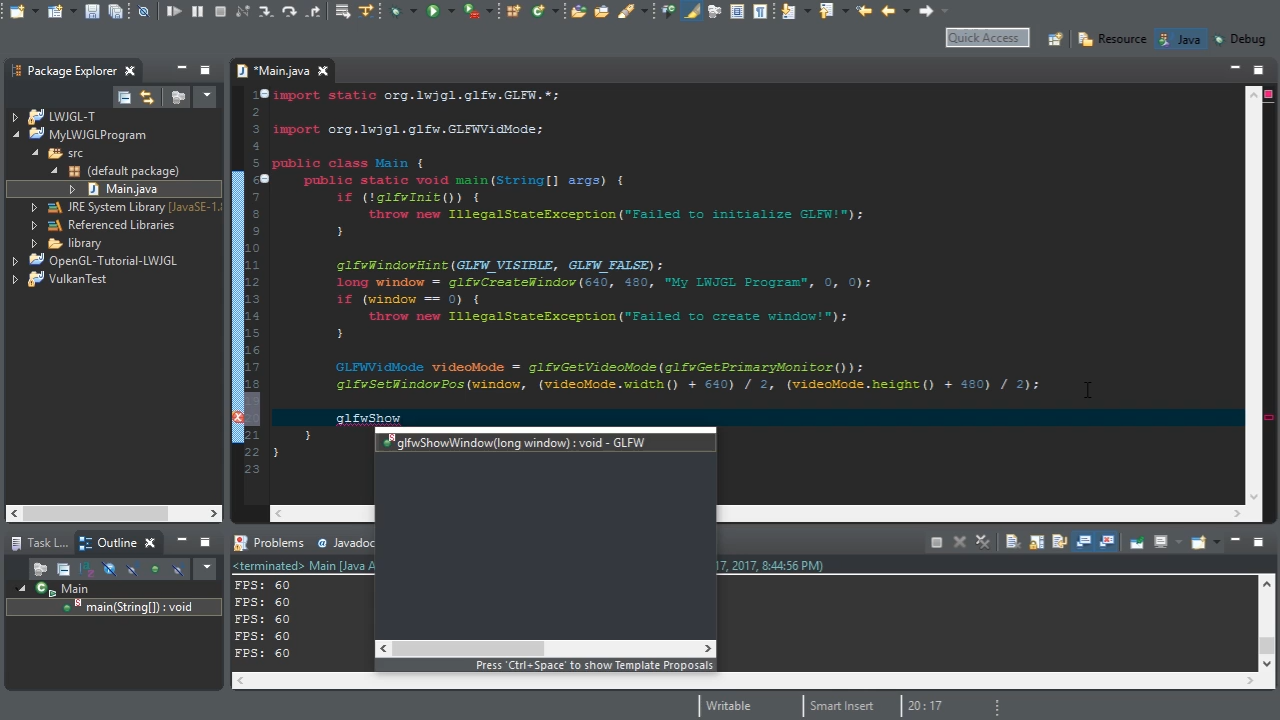 Quick Access
Resource
Java
Debug
Package Explorer
*Main.java
LWJGL-T
MyLWJGLProgram
src
(default package)
Main.java
JRE System Library [JavaSE-1.
Referenced Libraries
library
OpenGL-Tutorial-LWJGL
VulkanTest
1 import static org.lwjgl.glfw.GLFW.*;
2
3 import org.lwjgl.glfw.GLFWVidMode;
4
5 public class Main {
6 public static void main(String[] args) {
7 if (!glfwInit()) {
8 throw new IllegalStateException("Failed to initialize GLFW!");
9 }
10
11 glfwWindowHint(GLFW_VISIBLE, GLFW_FALSE);
12 long window = glfwCreateWindow(640, 480, "My LWJGL Program", 0, 0);
13 if (window == 0) {
14 throw new IllegalStateException("Failed to create window!");
15 }
16
17 GLFWVidMode videoMode = glfwGetVideoMode(glfwGetPrimaryMonitor());
18 glfwSetWindowPos(window, (videoMode.width() + 640) / 2, (videoMode.height() + 480) / 2);
19
20 glfwShow
21 }
22 }
23
glfwShowWindow(long window) : void - GLFW
Press 'Ctrl+Space' to show Template Proposals
Task L...
Outline
Main
main(String[]) : void
Problems
@ Javadoc
<terminated> Main [Java A
17, 2017, 8:44:56 PM)
FPS: 60
FPS: 60
FPS: 60
FPS: 60
FPS: 60
Writable
Smart Insert
20 : 17